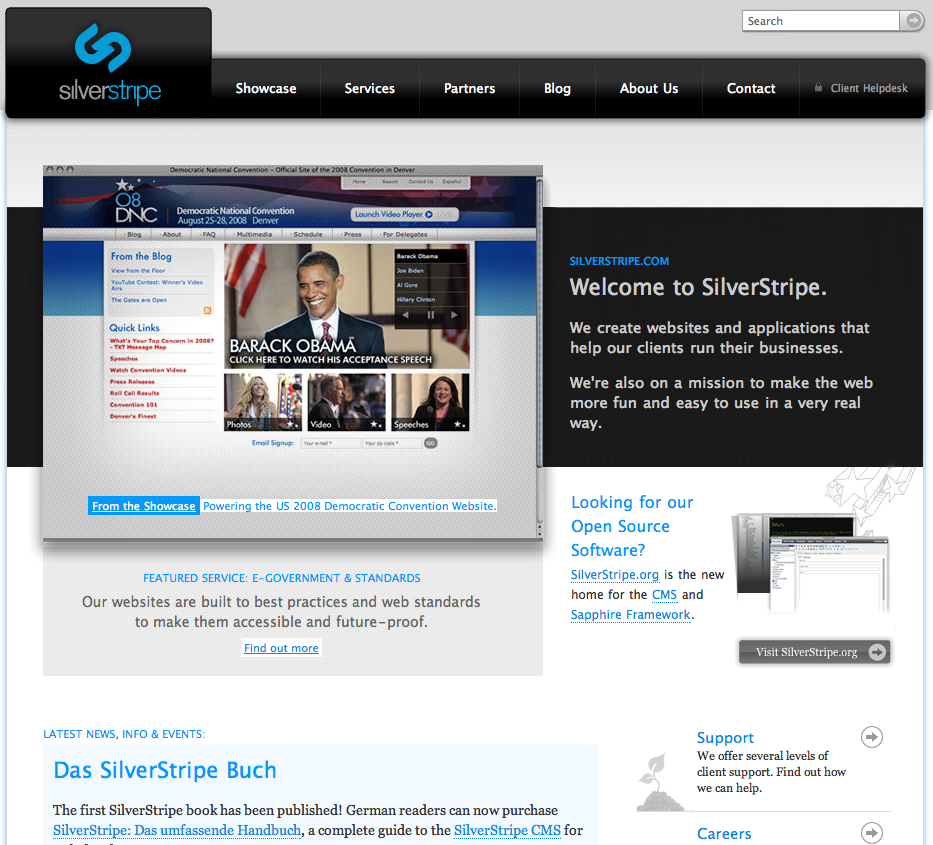 Search
silverstripe
Showcase
Services
Partners
Blog
About Us
Contact
Client Helpdesk
Democratic National Convention - Official Site of the 2008 Convention in Denver
Home Search Contact Us Español
08
DNC
Democratic National Convention
August 25-28, 2008 Denver
Launch Video Player LIVE
Blog About FAQ Multimedia Schedule Press For Delegates
From the Blog
View from the Floor
YouTube Contest: Winner's Video
Airs
The Gates are Open
Quick Links
What's Your Top Concern in 2008?
- TXT Message Map
Speeches
Watch Convention Videos
Press Releases
Roll Call Results
Convention 101
Denver's Finest
Barack Obama
Joe Biden
Al Gore
Hillary Clinton
BARACK OBAMA
CLICK HERE TO WATCH HIS ACCEPTANCE SPEECH
Photos
Video
Speeches
Email Signup: Your e-mail * Your zip code * GO
From the Showcase Powering the US 2008 Democratic Convention Website.
SILVERSTRIPE.COM
Welcome to SilverStripe.
We create websites and applications that
help our clients run their businesses.
We're also on a mission to make the web
more fun and easy to use in a very real
way.
FEATURED SERVICE: E-GOVERNMENT & STANDARDS
Our websites are built to best practices and web standards
to make them accessible and future-proof.
Find out more
Looking for our
Open Source
Software?
SilverStripe.org is the new
home for the CMS and
Sapphire Framework.
Visit SilverStripe.org
LATEST NEWS, INFO & EVENTS:
Das SilverStripe Buch
The first SilverStripe book has been published! German readers can now purchase
SilverStripe: Das umfassende Handbuch, a complete guide to the SilverStripe CMS for
Support
We offer several levels of
client support. Find out how
we can help.
Careers